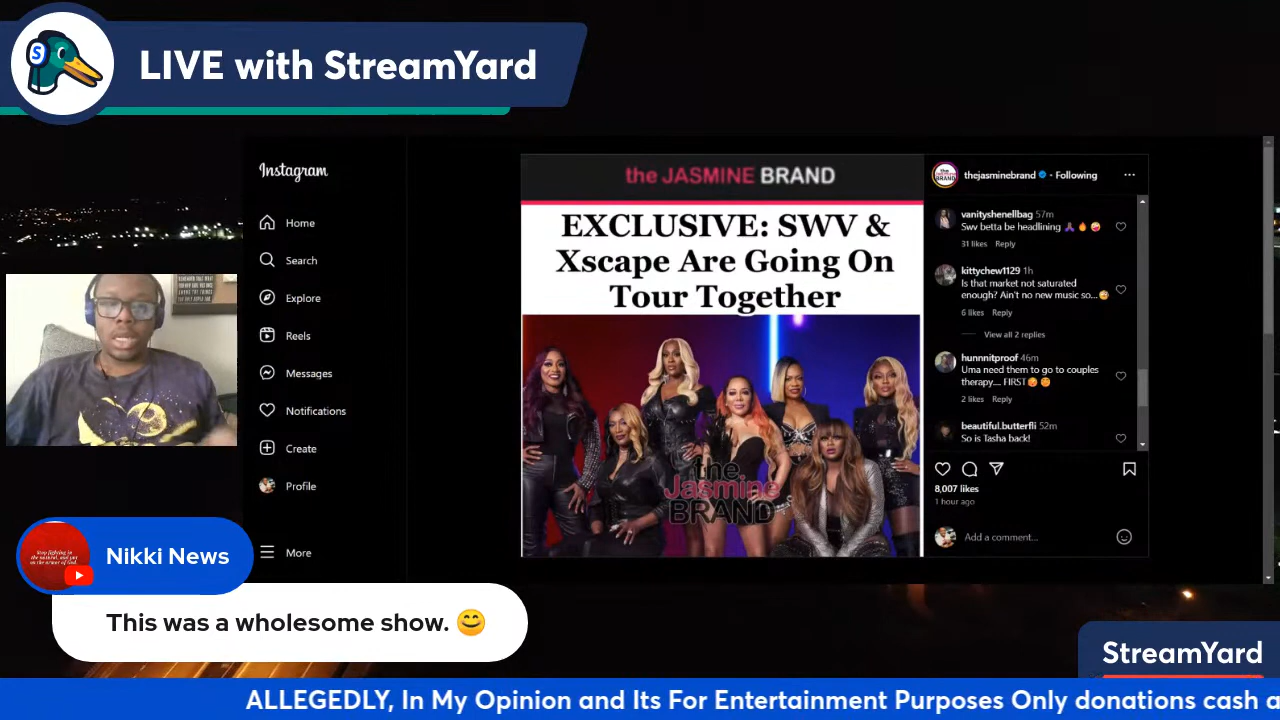 LIVE with StreamYard
Instagram
Home
Search
Explore
Reels
Messages
Notifications
Create
Profile
More
the JASMINE BRAND
EXCLUSIVE: SWV &
Xscape Are Going On
Tour Together
the
Jasmine
BRAND
thejasminebrand • Following
vanityshenellbag 57m
Swv betta be headlining
31 likes Reply
kittychew1129 1h
Is that market not saturated
enough? Ain't no new music so...
6 likes Reply
View all 2 replies
hunnnitproof 46m
Uma need them to go to couples
therapy.... FIRST
2 likes Reply
beautiful.butterfli 52m
So is Tasha back!
8,007 likes
1 hour ago
Add a comment...
Nikki News
This was a wholesome show. 😊
StreamYard
ALLEGEDLY, In My Opinion and Its For Entertainment Purposes Only donations cash a